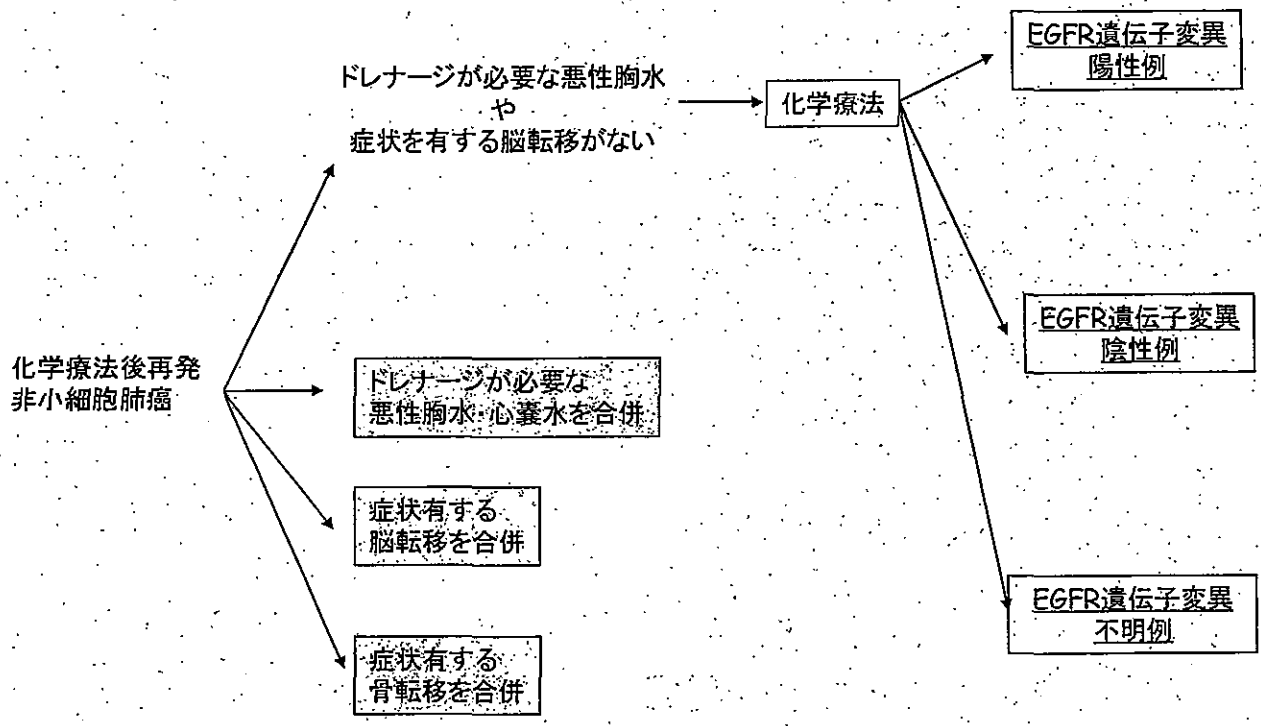 ドレナージが必要な悪性胸水
や
症状を有する脳転移がない
化学療法
EGFR遺伝子変異
陽性例
EGFR遺伝子変異
陰性例
EGFR遺伝子変異
不明例
化学療法後再発
非小細胞肺癌
ドレナージが必要な
悪性胸水・心嚢水を合併
症状有する
脳転移を合併
症状有する
骨転移を合併